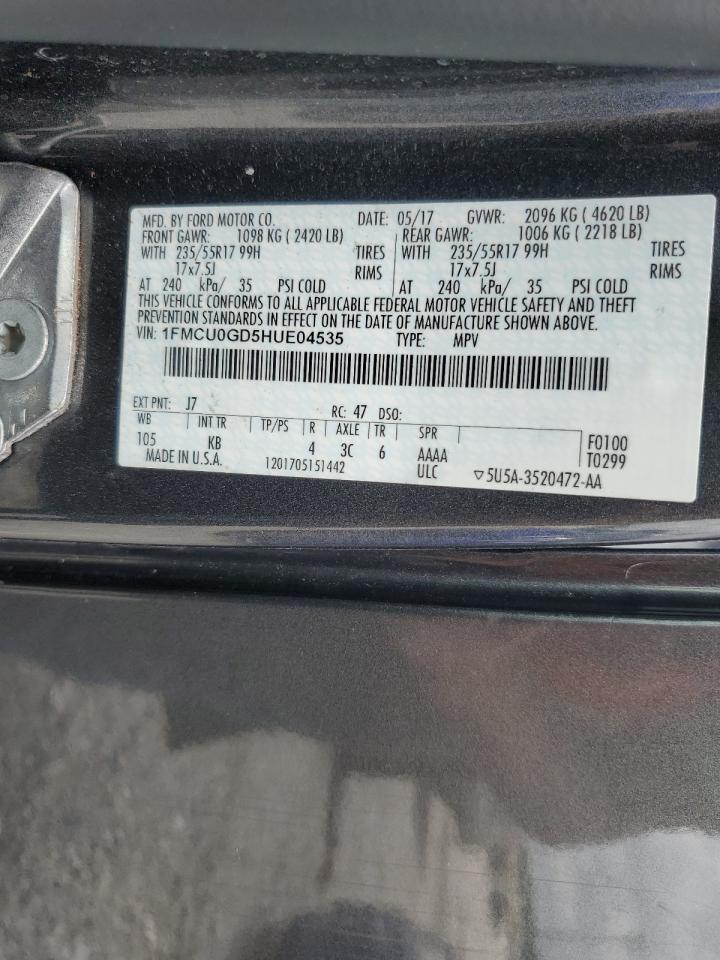 MFD. BY FORD MOTOR CO. DATE: 05/17 GVWR: 2096 KG ( 4620 LB)
FRONT GAWR: 1098 KG ( 2420 LB) REAR GAWR: 1006 KG ( 2218 LB)
WITH 235/55R17 99H TIRES WITH 235/55R17 99H TIRES
17x7.5J RIMS 17x7.5J RIMS
AT 240 kPa/ 35 PSI COLD AT 240 kPa/ 35 PSI COLD
THIS VEHICLE CONFORMS TO ALL APPLICABLE FEDERAL MOTOR VEHICLE SAFETY AND THEFT
PREVENTION STANDARDS IN EFFECT ON THE DATE OF MANUFACTURE SHOWN ABOVE.
VIN: 1FMCU0GD5HUE04535 TYPE: MPV
EXT PNT: J7 RC: 47 DSO:
WB INT TR TP/PS R AXLE TR SPR
105 KB 4 3C 6 AAAA F0100
MADE IN U.S.A. 1201705151442 ULC T0299
▽5U5A-3520472-AA